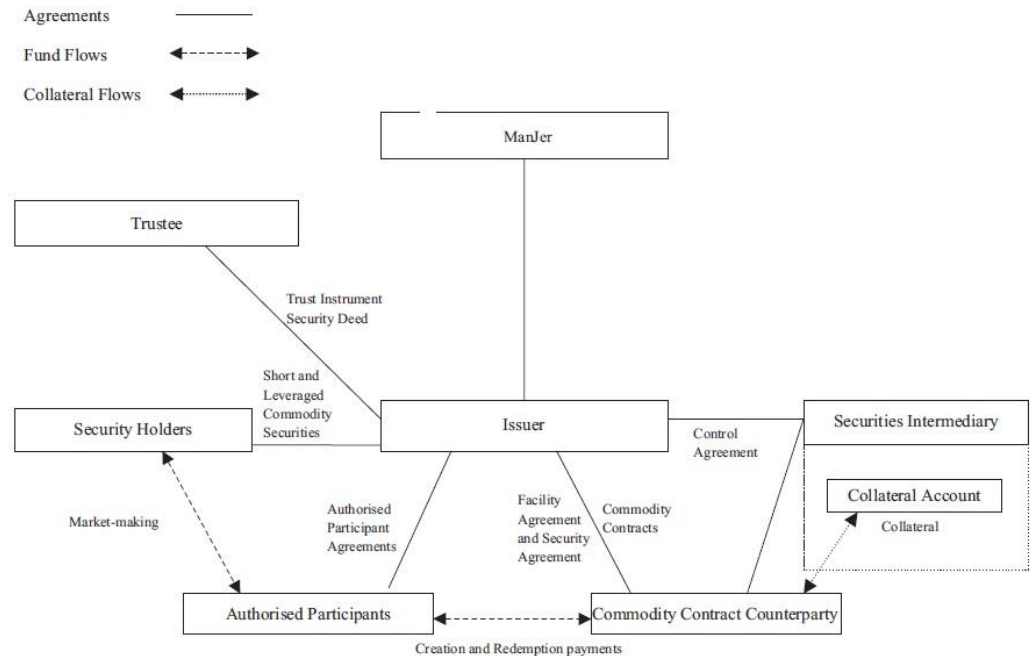 Agreements
Fund Flows
Collateral Flows
ManJer
Trustee
Trust Instrument
Security Deed
Short and
Leveraged
Commodity
Securities
Security Holders
Issuer
Control
Agreement
Securities Intermediary
Collateral Account
Collateral
Market-making
Authorised
Participant
Agreements
Facility
Agreement
and Security
Agreement
Commodity
Contracts
Authorised Participants
Commodity Contract Counterparty
Creation and Redemption payments